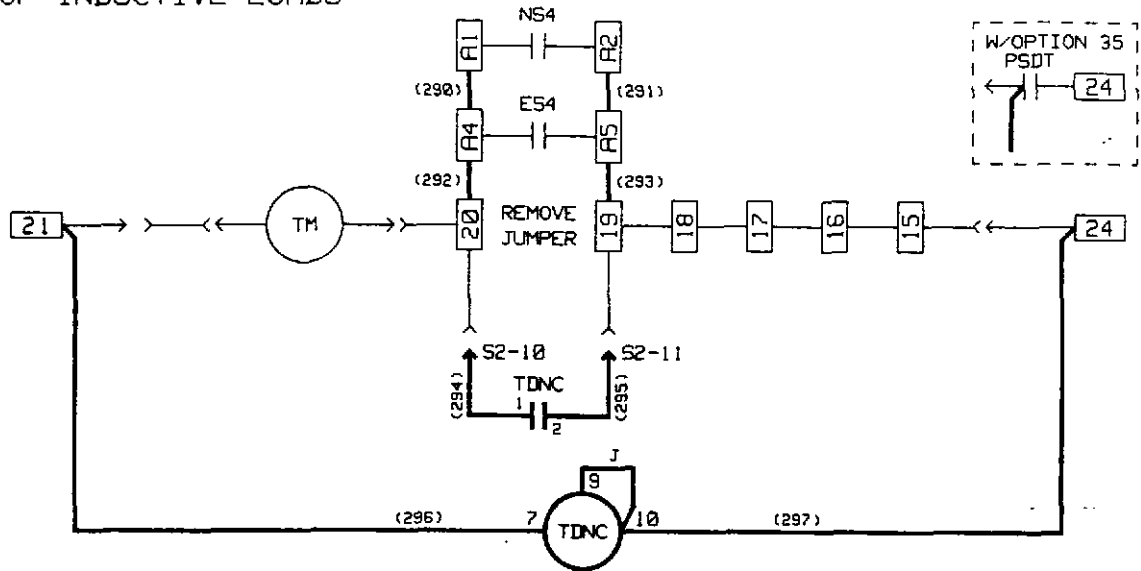 OF INDUCTIVE LOADS
NS4
A1 A2
W/OPTION 35
PSDT
24
(290) (291)
ES4
A4 A5
(292) (293)
21 TM 20 REMOVE
JUMPER 19 18 17 16 15 24
S2-10 S2-11
(294) TDNC (295)
1 2
J
9
(296) 7 TDNC 10 (297)